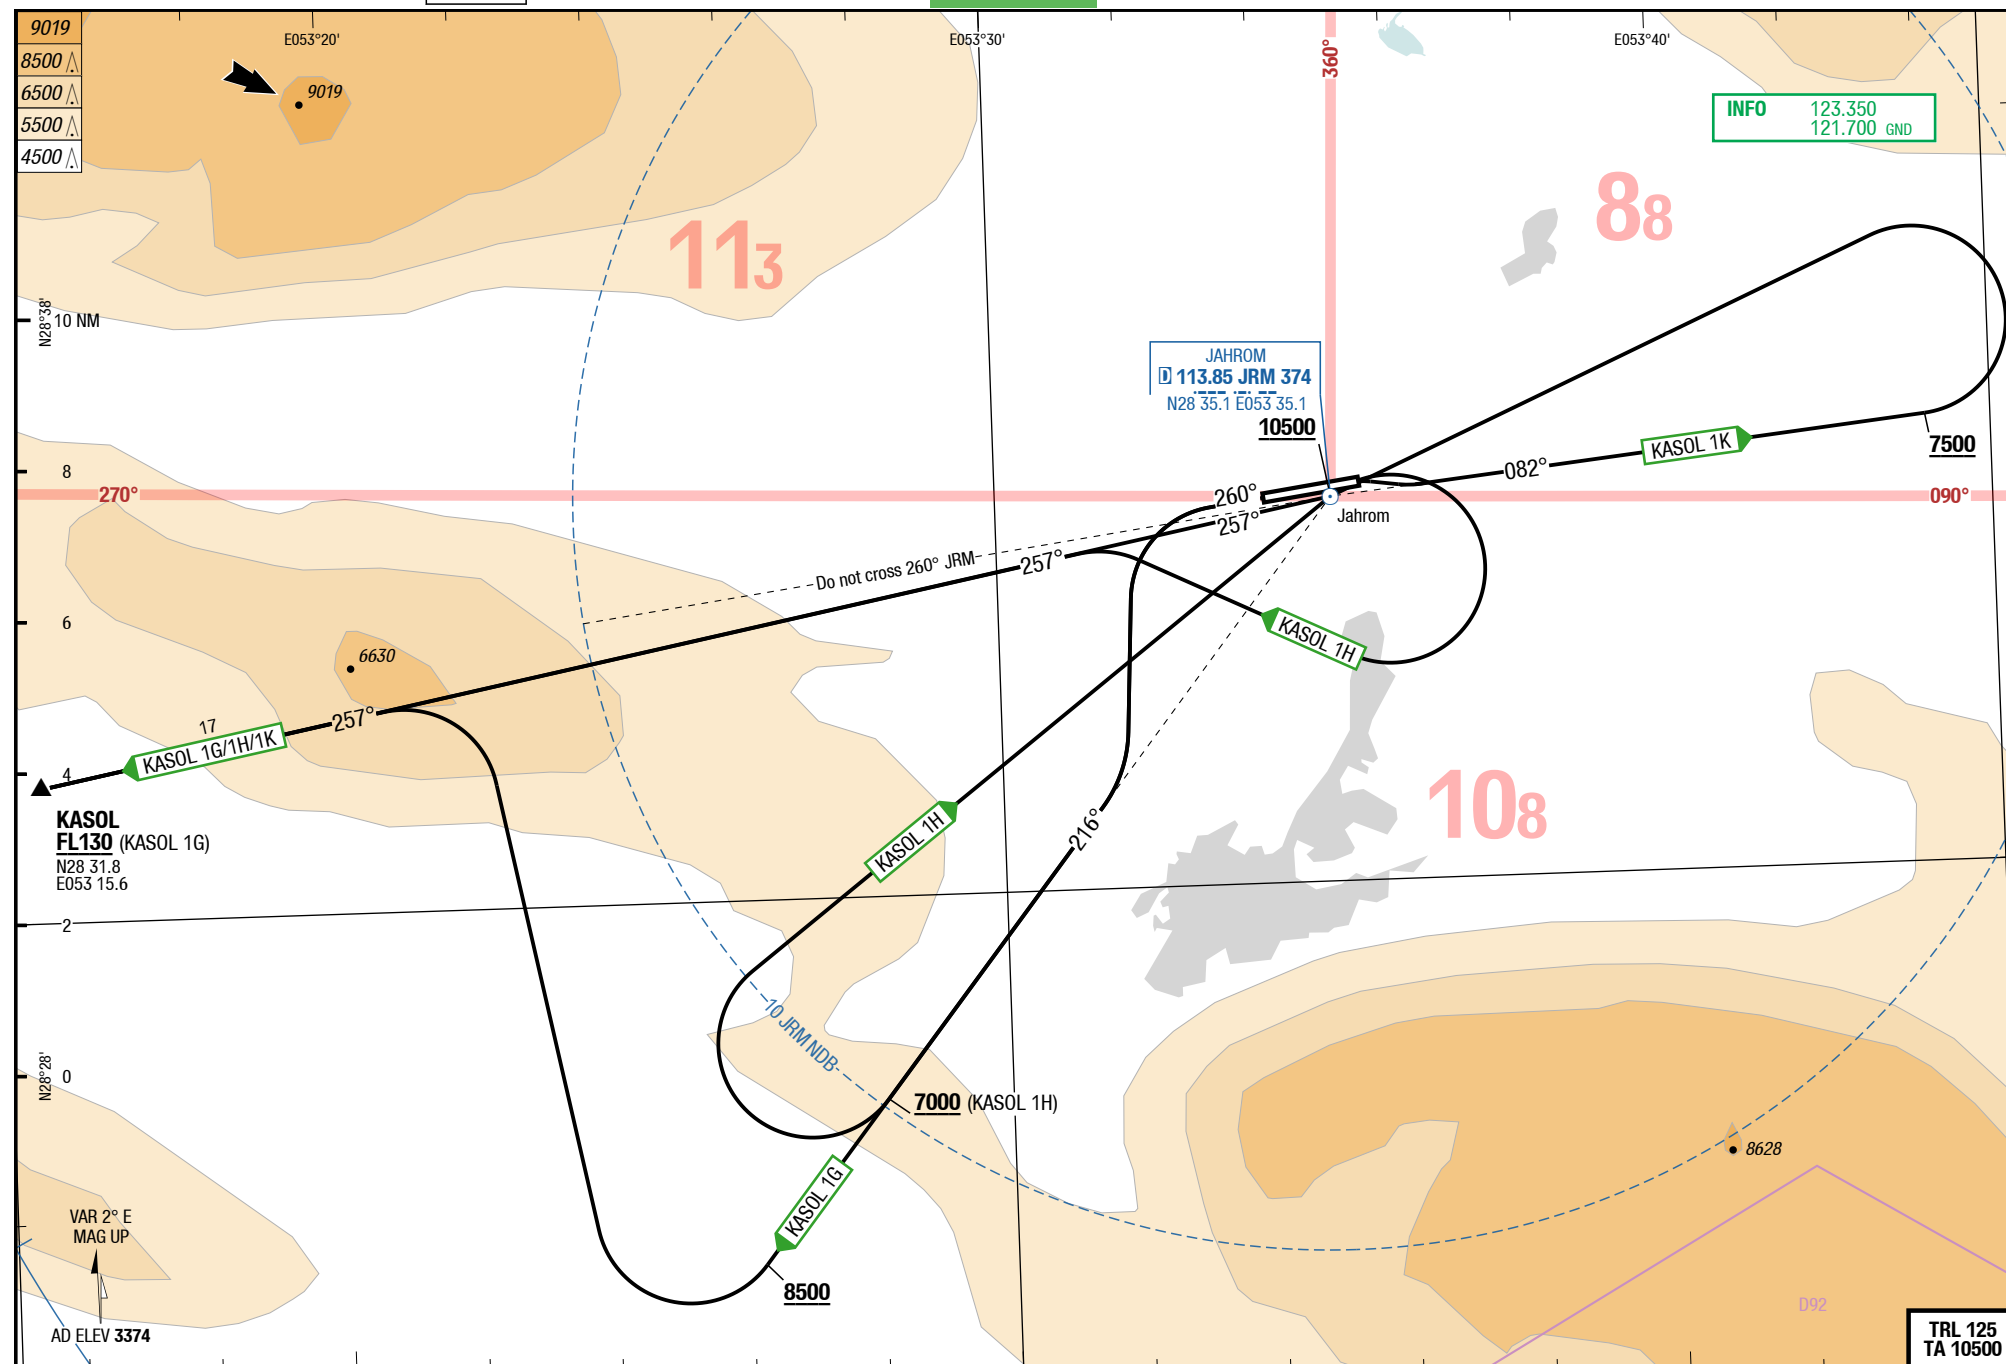 9019
8500
6500
5500
4500
E053°20'
E053°30'
E053°40'
360°
9019
INFO 123.350
121.700 GND
11₃
8₈
N28°38'
10 NM
JAHROM
D 113.85 JRM 374
N28 35.1 E053 35.1
10500
7500
KASOL 1K
082°
8
270°
090°
260°
257°
Jahrom
257°
Do not cross 260° JRM
6
KASOL 1H
6630
17
257°
KASOL 1G/1H/1K
4
KASOL
FL130 (KASOL 1G)
N28 31.8
E053 15.6
10₈
216°
KASOL 1H
2
10 JRM NDB
N28°28'
0
7000 (KASOL 1H)
8628
KASOL 1G
VAR 2° E
MAG UP
8500
D92
AD ELEV 3374
TRL 125
TA 10500